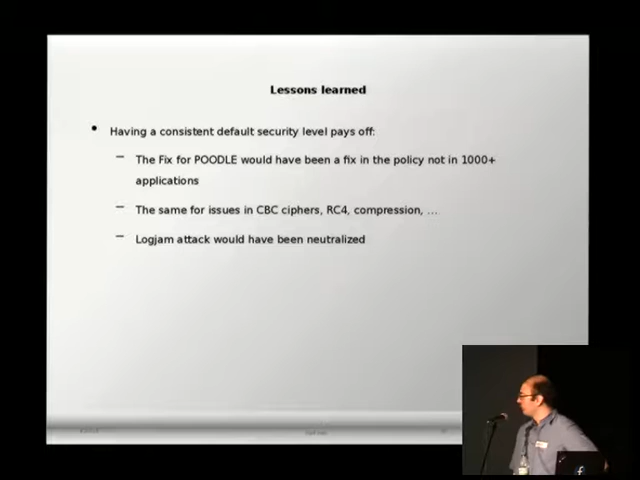 Lessons learned
• Having a consistent default security level pays off:
– The Fix for POODLE would have been a fix in the policy not in 1000+
applications
– The same for issues in CBC ciphers, RC4, compression, ...
– Logjam attack would have been neutralized